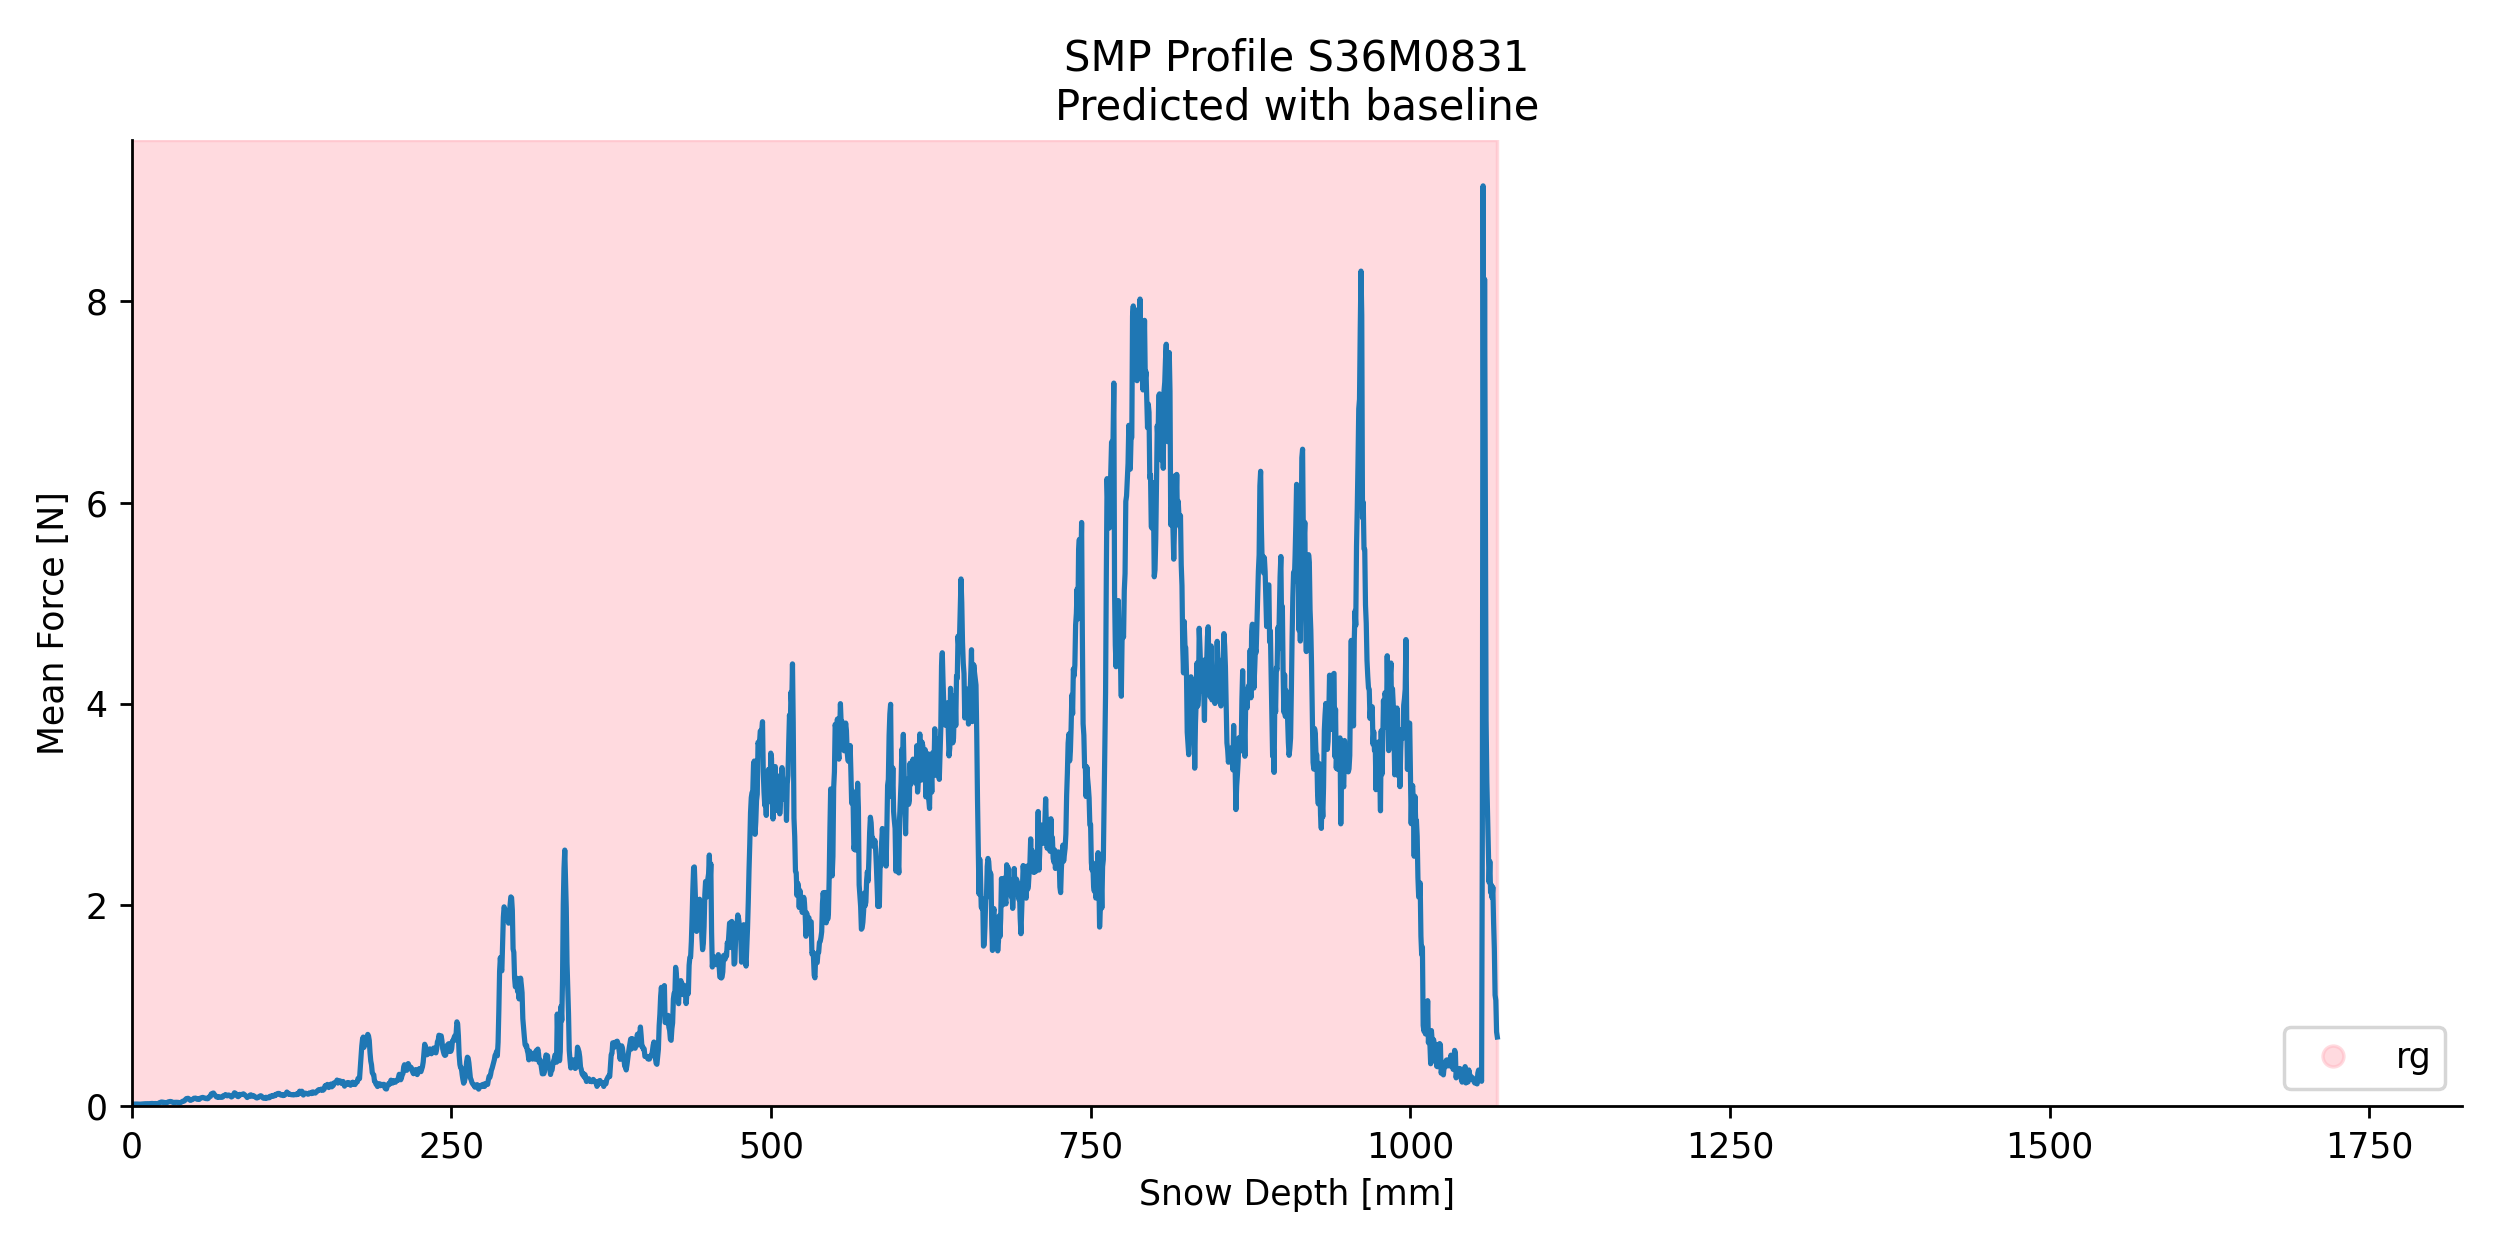 SMP Profile S36M0831
Predicted with baseline
Mean Force [N]
8
6
4
2
0
0 250 500 750 1000 1250 1500 1750
Snow Depth [mm]
rg